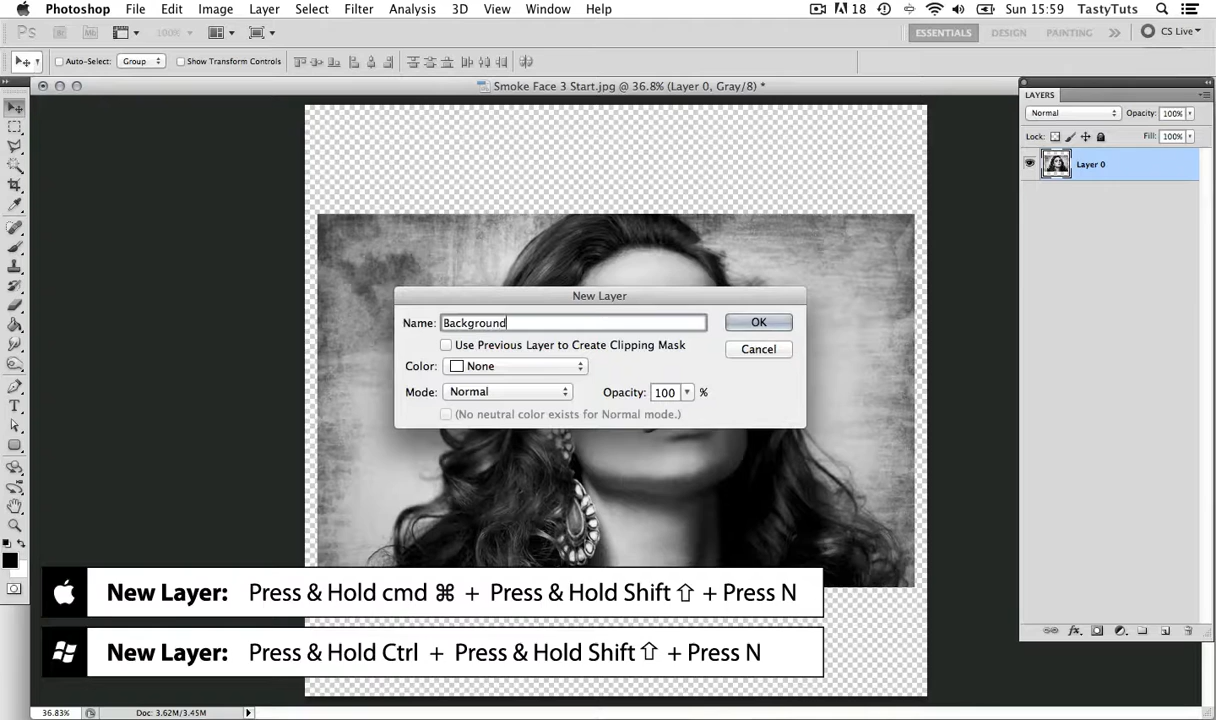 Photoshop File Edit Image Layer Select Filter Analysis 3D View Window Help 18 Sun 15:59 TastyTuts
Ps Br Mb 100% ESSENTIALS DESIGN PAINTING CS Live
Auto-Select: Group Show Transform Controls
Smoke Face 3 Start.jpg @ 36.8% (Layer 0, Gray/8) *
LAYERS
Normal Opacity: 100%
Lock: Fill: 100%
Layer 0
New Layer
Name: Background OK
Use Previous Layer to Create Clipping Mask Cancel
Color: None
Mode: Normal Opacity: 100 %
(No neutral color exists for Normal mode.)
New Layer: Press & Hold cmd ⌘ + Press & Hold Shift ⇧ + Press N
New Layer: Press & Hold Ctrl + Press & Hold Shift ⇧ + Press N
36.83% Doc: 3.62M/3.45M